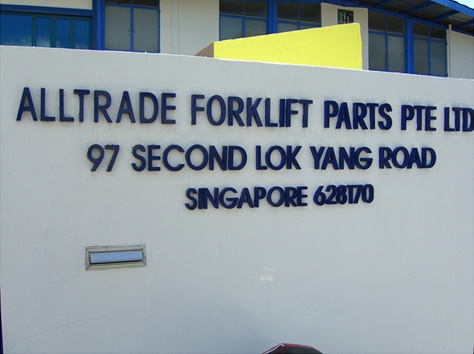 ALLTRADE FORKLIFT PARTS PTE LTD
97 SECOND LOK YANG ROAD
SINGAPORE 628170